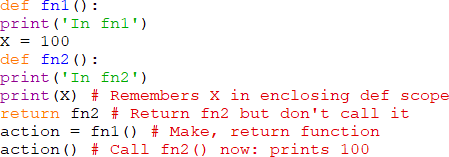 def fn1():
print('In fn1')
X = 100
def fn2():
print('In fn2')
print(X) # Remembers X in enclosing def scope
return fn2 # Return fn2 but don't call it
action = fn1() # Make, return function
action() # Call fn2() now: prints 100